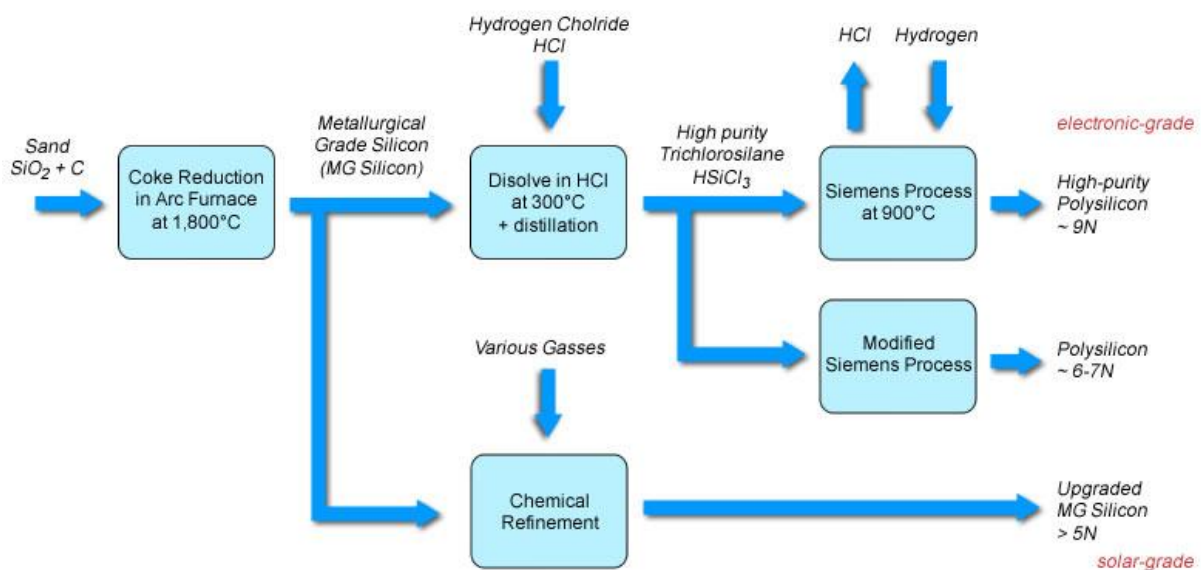 Hydrogen Cholride
HCl
HCl
Hydrogen
electronic-grade
Sand
SiO₂ + C
Coke Reduction
in Arc Furnace
at 1,800°C
Metallurgical
Grade Silicon
(MG Silicon)
Disolve in HCl
at 300°C
+ distillation
High purity
Trichlorosilane
HSiCl₃
Siemens Process
at 900°C
High-purity
Polysilicon
~ 9N
Various Gasses
Modified
Siemens Process
Polysilicon
~ 6-7N
Chemical
Refinement
Upgraded
MG Silicon
> 5N
solar-grade